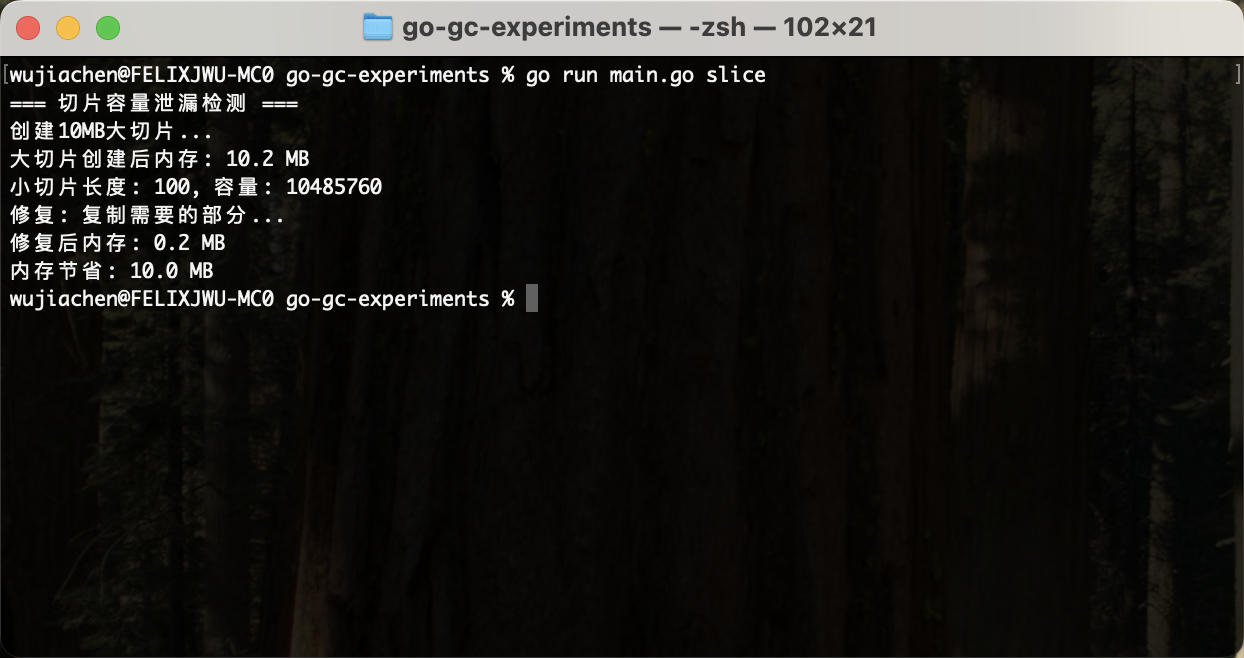 go-gc-experiments — -zsh — 102×21
[wujiachen@FELIXJWU-MC0 go-gc-experiments % go run main.go slice ]
=== 切片容量泄漏检测 ===
创建10MB大切片...
大切片创建后内存: 10.2 MB
小切片长度: 100, 容量: 10485760
修复: 复制需要的部分...
修复后内存: 0.2 MB
内存节省: 10.0 MB
wujiachen@FELIXJWU-MC0 go-gc-experiments %